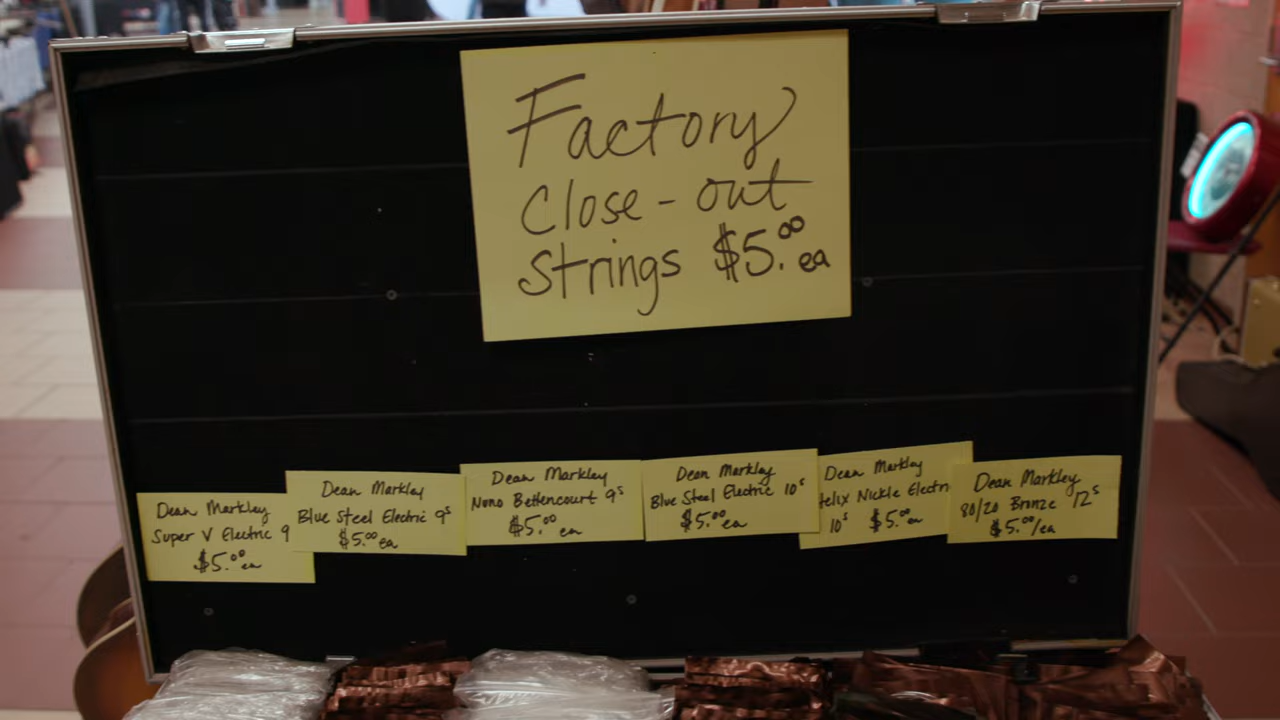 Factory
Close-out
Strings $5.00 ea
Dean Markley
Super V Electric 9
$5.00 ea
Dean Markley
Blue Steel Electric 9s
$5.00 ea
Dean Markley
Nuno Bettencourt 9s
$5.00 ea
Dean Markley
Blue Steel Electric 10s
$5.00 ea
Dean Markley
Helix Nickle Electri
10s $5.00 ea
Dean Markley
80/20 Bronze 12s
$5.00/ea